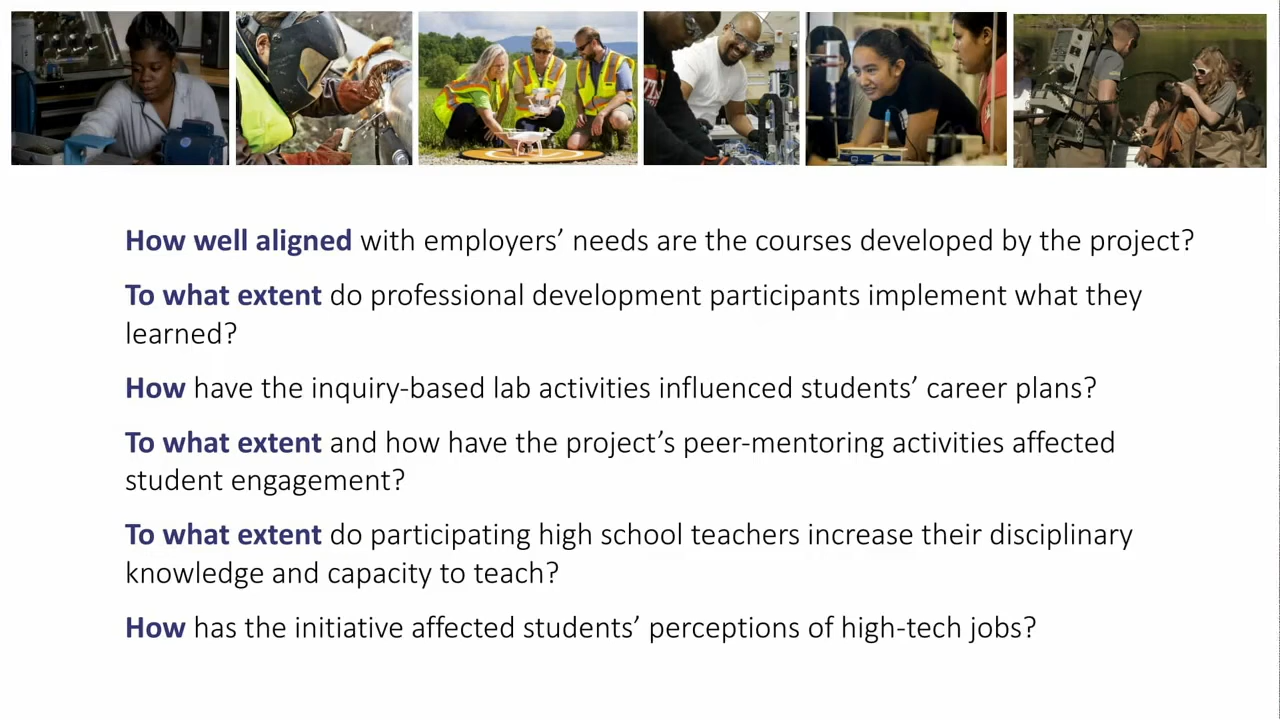 How well aligned with employers’ needs are the courses developed by the project?
To what extent do professional development participants implement what they
learned?
How have the inquiry-based lab activities influenced students’ career plans?
To what extent and how have the project’s peer-mentoring activities affected
student engagement?
To what extent do participating high school teachers increase their disciplinary
knowledge and capacity to teach?
How has the initiative affected students’ perceptions of high-tech jobs?